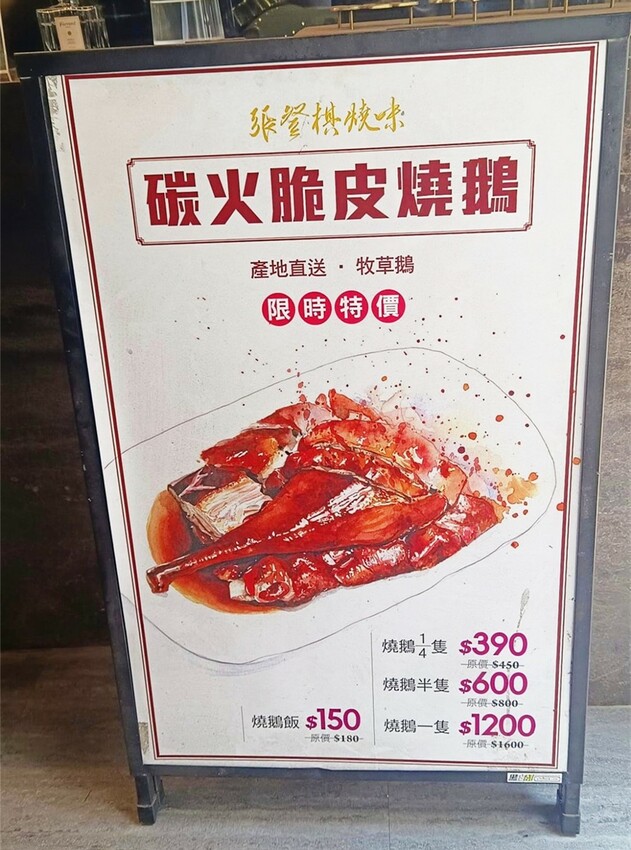 張登棋燒味
碳火脆皮燒鵝
產地直送・牧草鵝
限時特價
燒鵝1/4隻 $390
原價 $450
燒鵝半隻 $600
原價 $800
燒鵝飯 $150
原價 $180
燒鵝一隻 $1200
原價 $1600